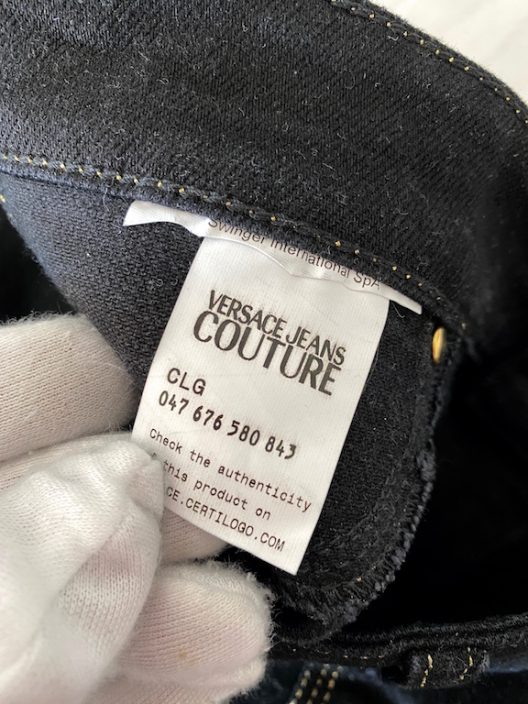 Swinger International SpA
VERSACE JEANS
COUTURE
CLG
047 676 580 843
Check the authenticity
this product on
CE.CERTILOGO.COM